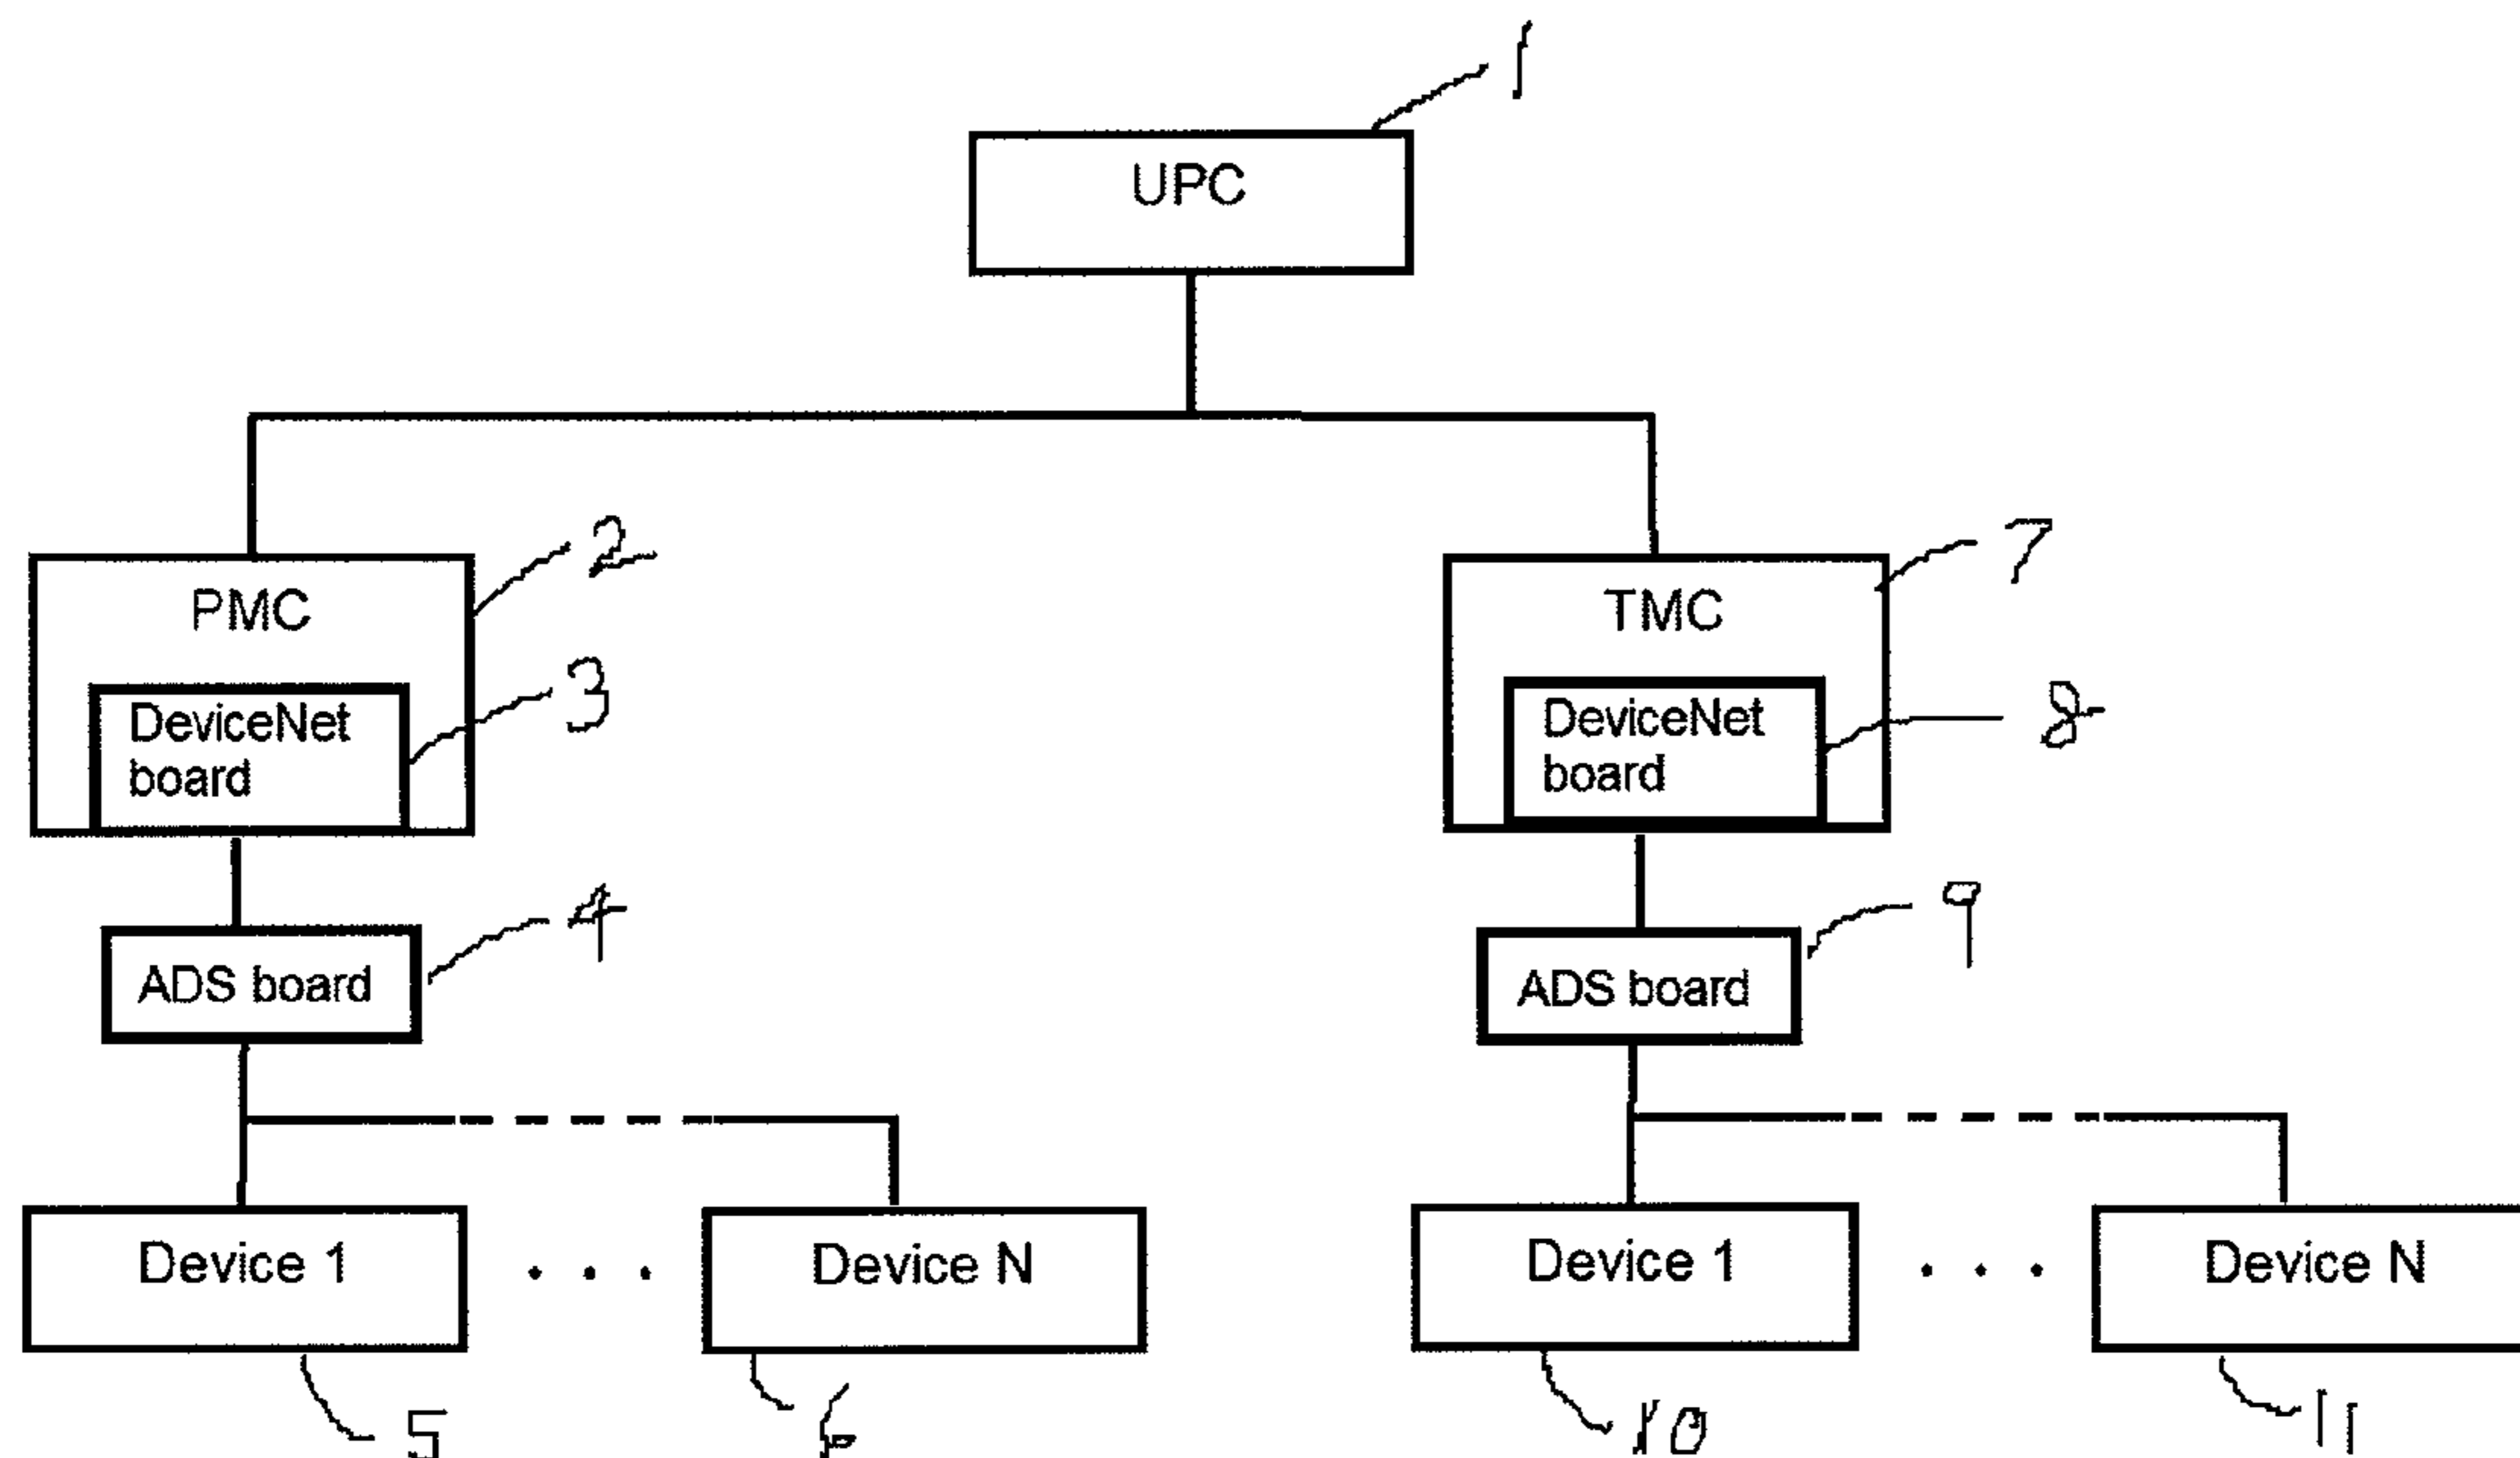 1
UPC
2
7
PMC
TMC
3
8
DeviceNet
board
DeviceNet
board
4
9
ADS board
ADS board
Device 1
. . .
Device N
Device 1
. . .
Device N
5
6
10
11